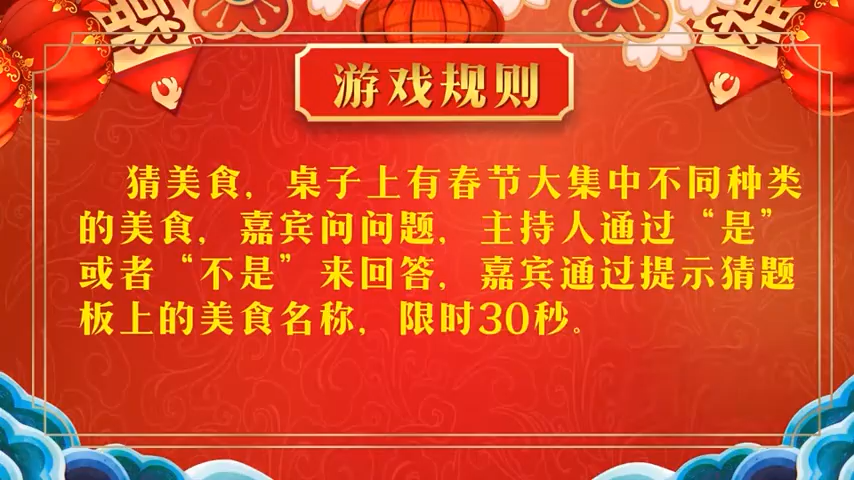 游戏规则
猜美食，桌子上有春节大集中不同种类
的美食，嘉宾问问题，主持人通过“是”
或者“不是”来回答，嘉宾通过提示猜题
板上的美食名称，限时30秒。